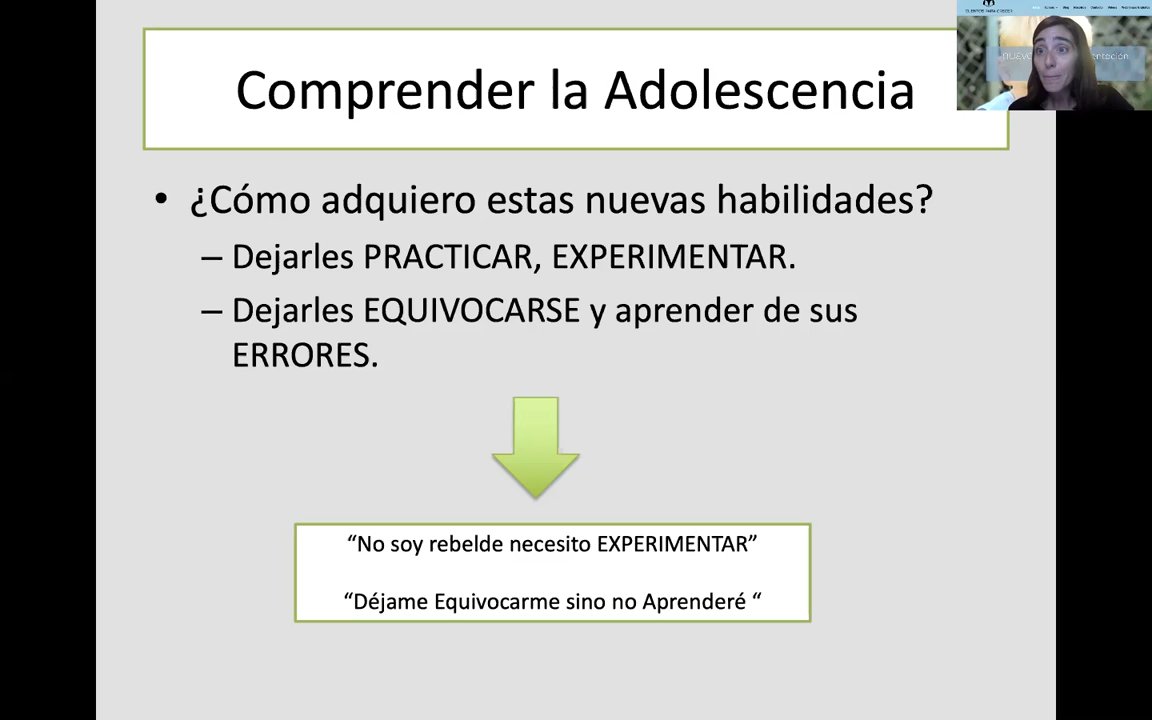 Comprender la Adolescencia
• ¿Cómo adquiero estas nuevas habilidades?
– Dejarles PRACTICAR, EXPERIMENTAR.
– Dejarles EQUIVOCARSE y aprender de sus
ERRORES.
“No soy rebelde necesito EXPERIMENTAR”
“Déjame Equivocarme sino no Aprenderé “